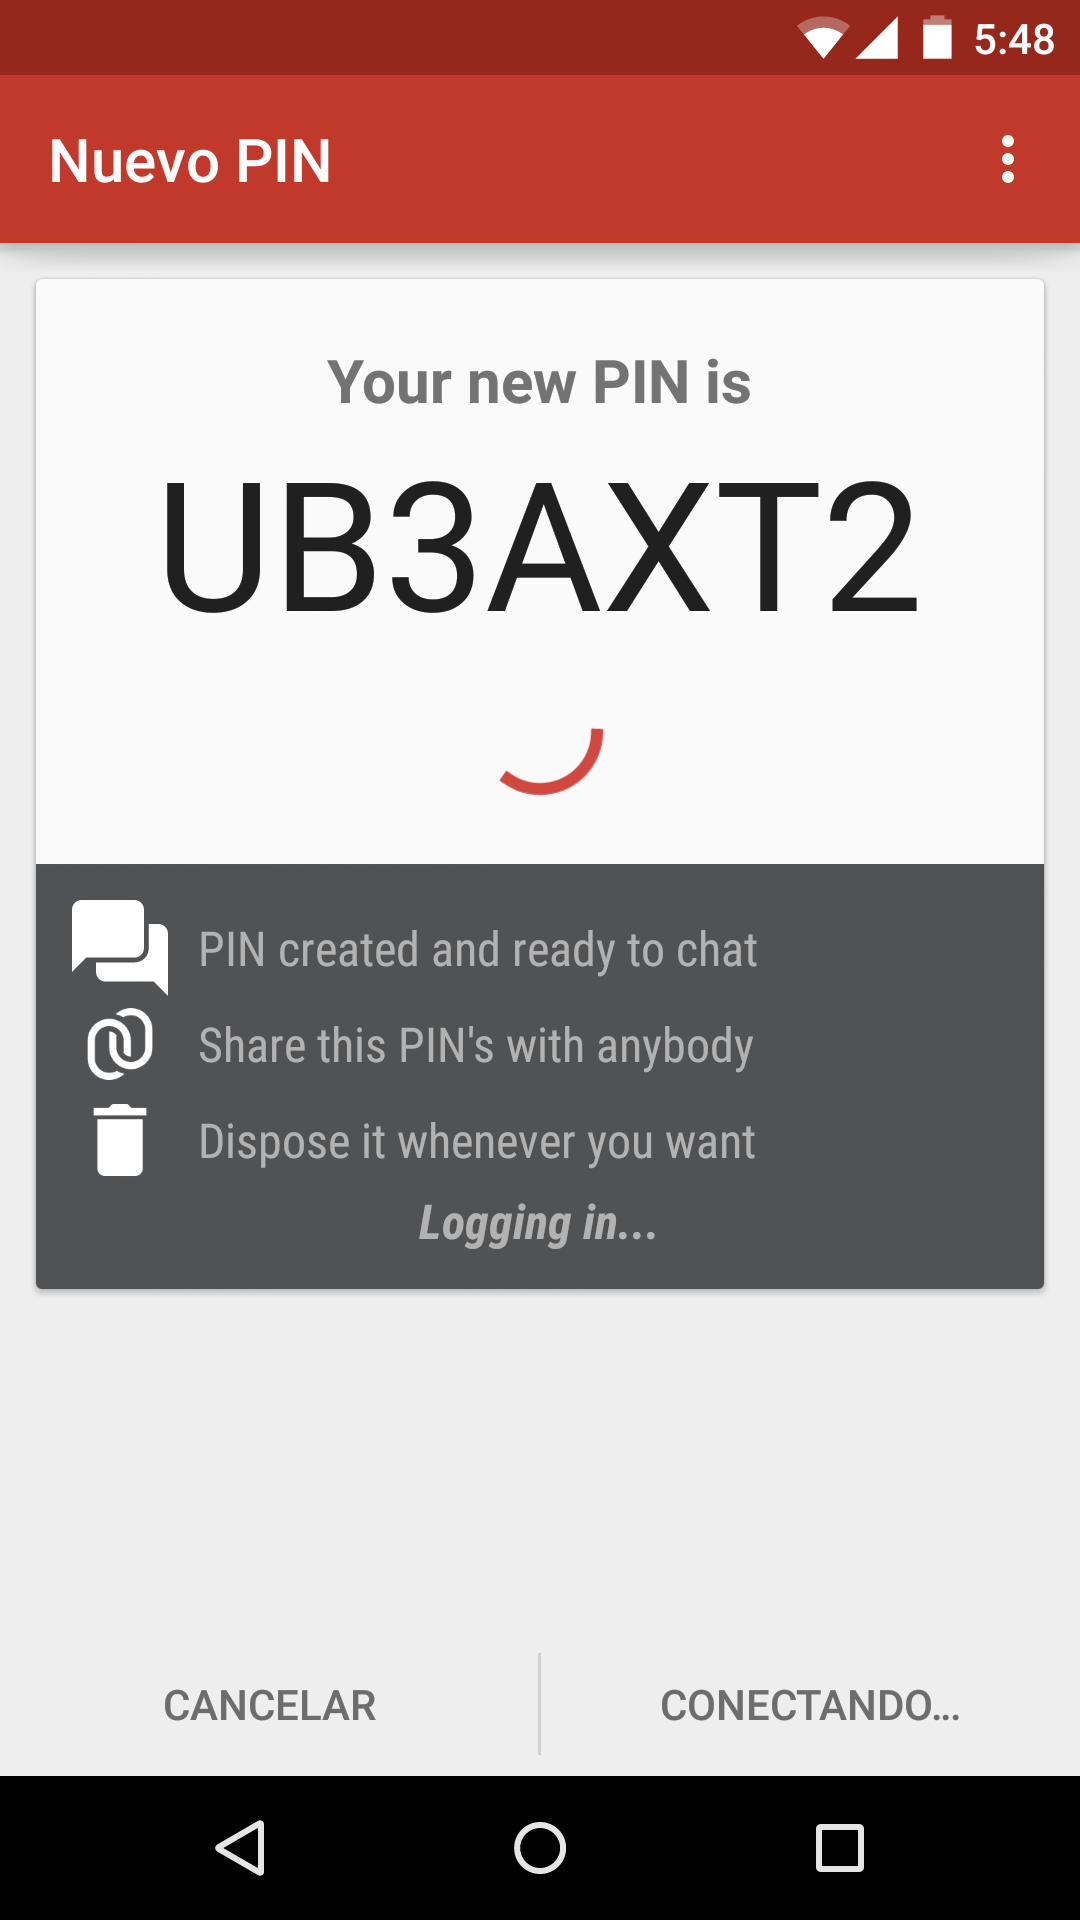 5:48
Nuevo PIN
Your new PIN is
UB3AXT2
PIN created and ready to chat
Share this PIN's with anybody
Dispose it whenever you want
Logging in...
CANCELAR
CONECTANDO...